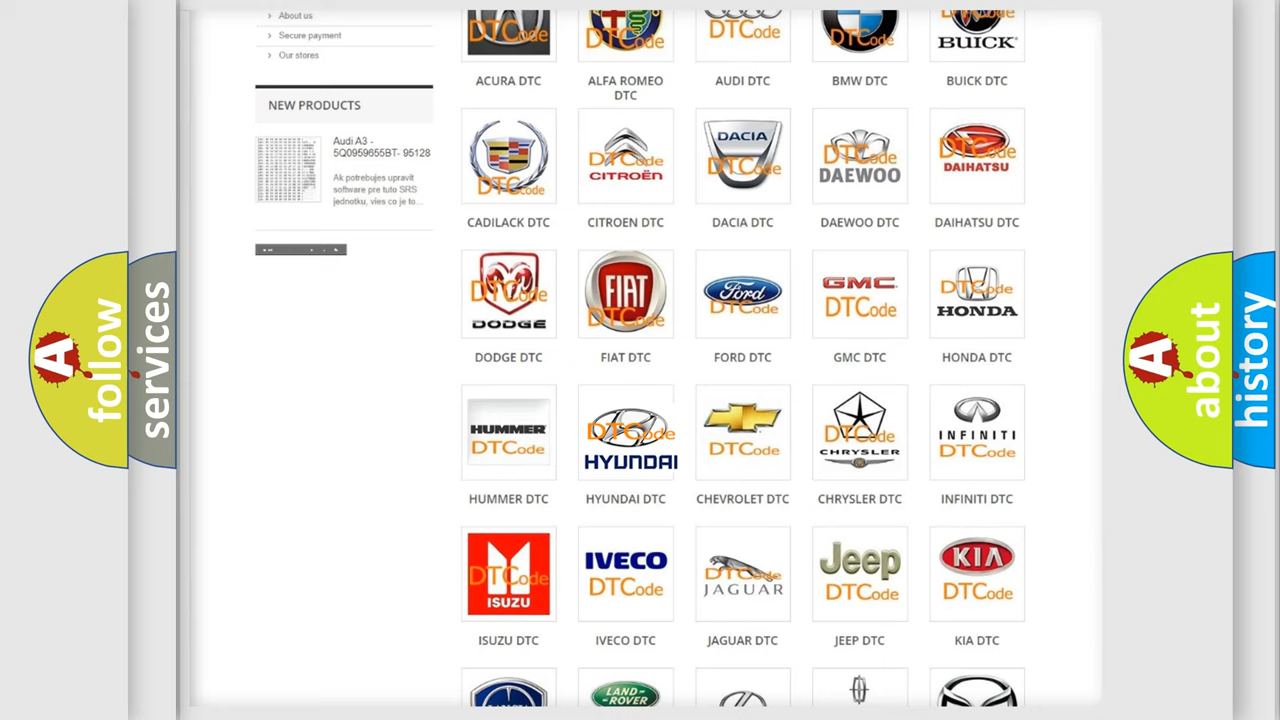 About us
Secure payment
Our stores
NEW PRODUCTS
Audi A3 -
5Q0959655BT- 95128
Ak potrebujes upravit
software pre tuto SRS
jednotku, vies co je to...
DTCode DTCode DTCode DTCode BUICK
ACURA DTC ALFA ROMEO DTC AUDI DTC BMW DTC BUICK DTC
DTCode DTCode CITROËN DACIA DTCode DTCode DAEWOO DTCode DAIHATSU
CADILACK DTC CITROEN DTC DACIA DTC DAEWOO DTC DAIHATSU DTC
DTCode DODGE FIAT DTCode Ford DTCode GMC DTCode DTCode HONDA
DODGE DTC FIAT DTC FORD DTC GMC DTC HONDA DTC
HUMMER DTCode DTCode HYUNDAI DTCode DTCode CHRYSLER INFINITI DTCode
HUMMER DTC HYUNDAI DTC CHEVROLET DTC CHRYSLER DTC INFINITI DTC
DTCode ISUZU IVECO DTCode DTCode JAGUAR Jeep DTCode KIA DTCode
ISUZU DTC IVECO DTC JAGUAR DTC JEEP DTC KIA DTC
LAND-ROVER
A follow
services
A about
history